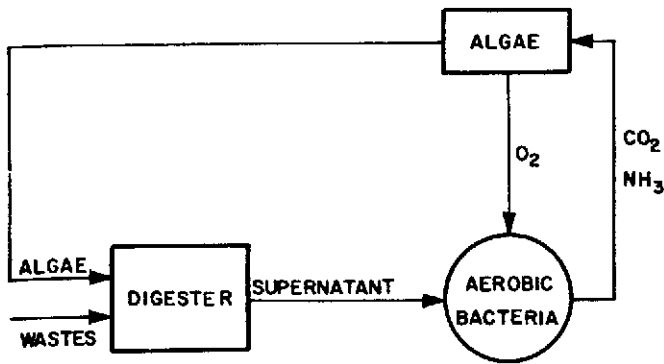 ALGAE
O2
CO2
NH3
ALGAE
WASTES
DIGESTER
SUPERNATANT
AEROBIC
BACTERIA